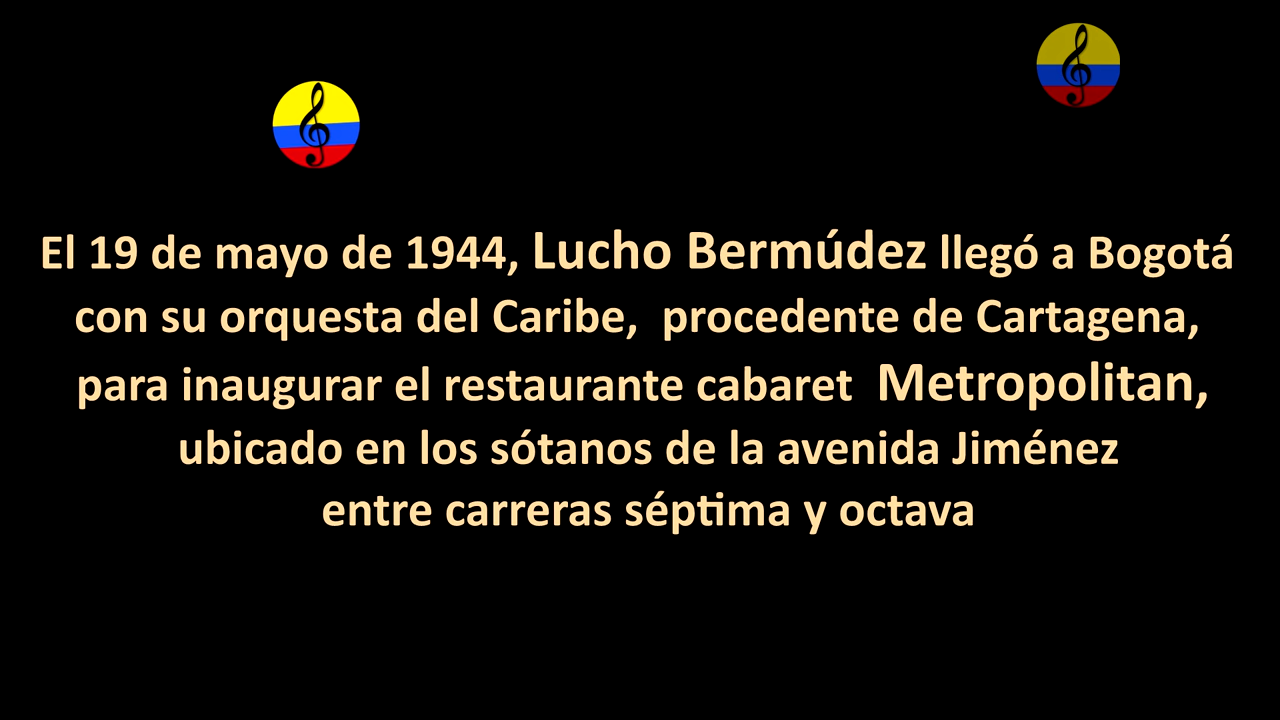 El 19 de mayo de 1944, Lucho Bermúdez llegó a Bogotá
con su orquesta del Caribe, procedente de Cartagena,
para inaugurar el restaurante cabaret Metropolitan,
ubicado en los sótanos de la avenida Jiménez
entre carreras séptima y octava